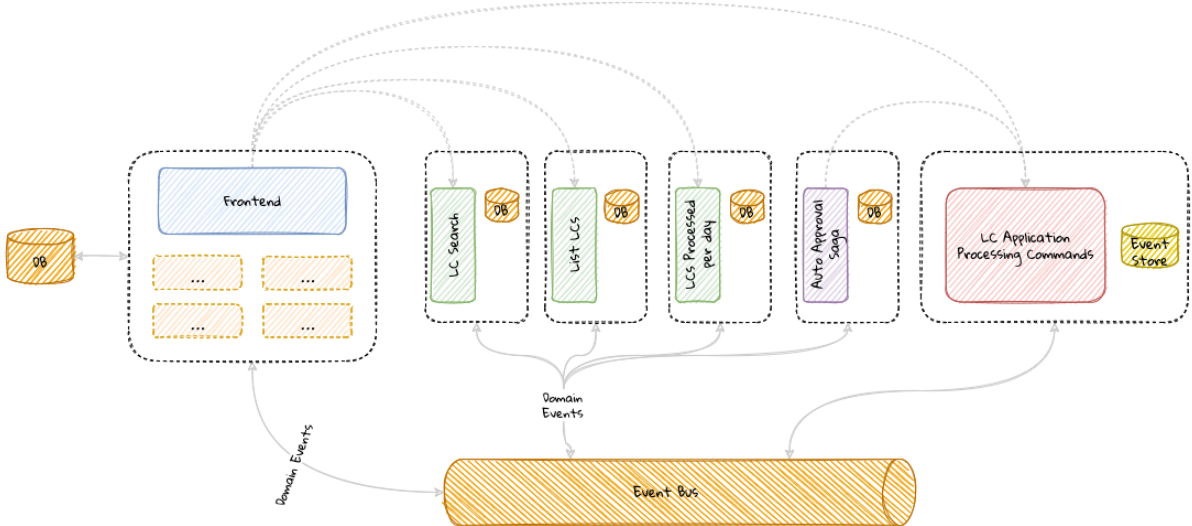 Frontend
DB
...
...
...
...
LC Search
DB
List LCs
DB
LCs Processed
per day
DB
Auto Approval
Saga
DB
LC Application
Processing Commands
Event
Store
Domain
Events
Domain Events
Event Bus